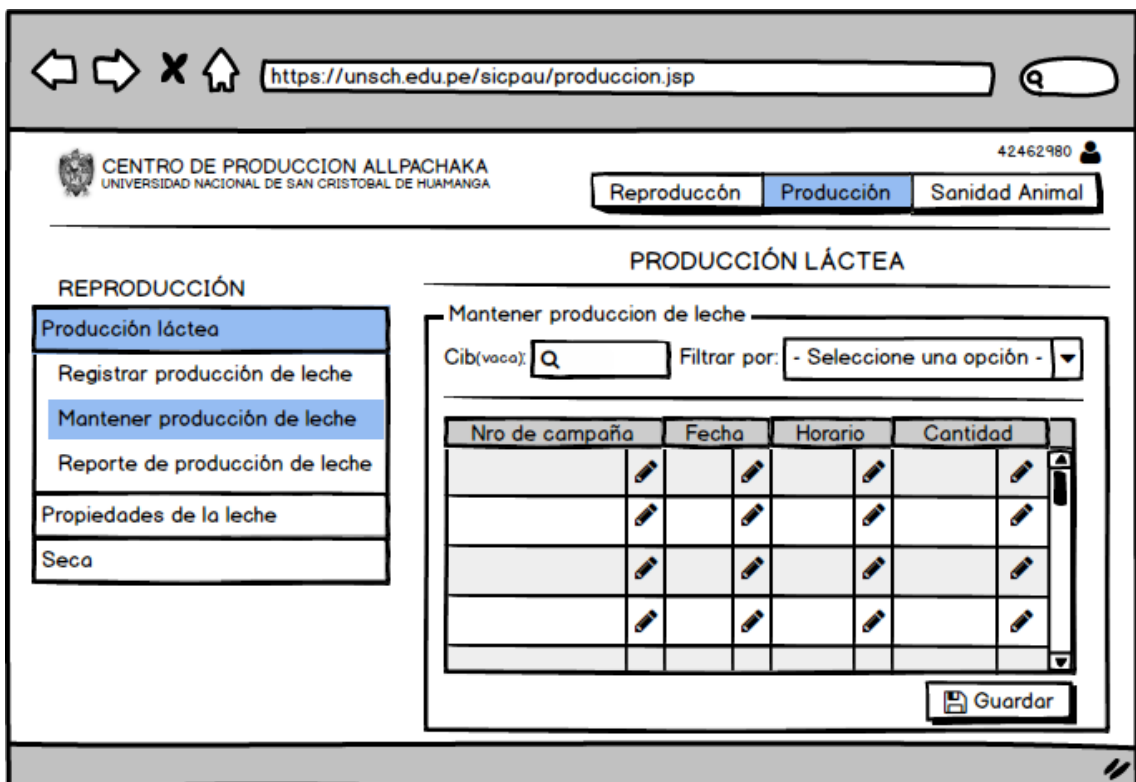 https://unsch.edu.pe/sicpau/produccion.jsp
42462980
CENTRO DE PRODUCCION ALLPACHAKA
UNIVERSIDAD NACIONAL DE SAN CRISTOBAL DE HUAMANGA
Reproduccón Producción Sanidad Animal
PRODUCCIÓN LÁCTEA
REPRODUCCIÓN
Producción láctea
Registrar producción de leche
Mantener producción de leche
Reporte de producción de leche
Propiedades de la leche
Seca
Mantener produccion de leche
Cib(vaca): Filtrar por: - Seleccione una opción -
Nro de campaña Fecha Horario Cantidad
Guardar